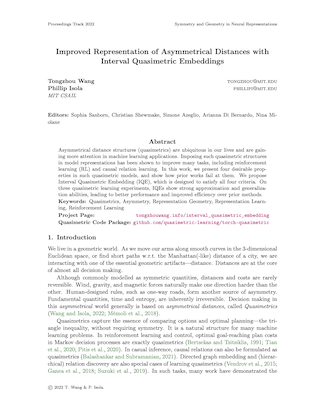 Proceedings Track 2022 Symmetry and Geometry in Neural Representations
Improved Representation of Asymmetrical Distances with
Interval Quasimetric Embeddings
Tongzhou Wang tongzhou@mit.edu
Phillip Isola phillipi@mit.edu
MIT CSAIL
Editors: Sophia Sanborn, Christian Shewmake, Simone Azeglio, Arianna Di Bernardo, Nina Mi-
olane
Abstract
Asymmetrical distance structures (quasimetrics) are ubiquitous in our lives and are gain-
ing more attention in machine learning applications. Imposing such quasimetric structures
in model representations has been shown to improve many tasks, including reinforcement
learning (RL) and causal relation learning. In this work, we present four desirable prop-
erties in such quasimetric models, and show how prior works fail at them. We propose
Interval Quasimetric Embedding (IQE), which is designed to satisfy all four criteria. On
three quasimetric learning experiments, IQEs show strong approximation and generaliza-
tion abilities, leading to better performance and improved efficiency over prior methods.
Keywords: Quasimetrics, Asymmetry, Quasimetric Geometry, Representation Learn-
ing, Reinforcement Learning
Project Page: tongzhouwang.info/interval_quasimetric_embedding
Quasimetric Code Package: github.com/quasimetric-learning/torch-quasimetric
1. Introduction
We live in a geometric world. As we move our arms along smooth curves in the 3-dimensional
Euclidean space, or find short paths w.r.t. the Manhattan(-like) distance of a city, we are
interacting with one of the essential geometric artifacts—distance. Distances are at the core
of almost all decision making.
Although commonly modelled as symmetric quantities, distances and costs are rarely
reversible. Wind, gravity, and magnetic forces naturally make one direction harder than the
other. Human-designed rules, such as one-way roads, form another source of asymmetry.
Fundamental quantities, time and entropy, are inherently irreversible. Decision making in
this asymmetrical world generally is based on asymmetrical distances, called Quasimetrics
(Wang and Isola, 2022; Mémoli et al., 2018).
Quasimetrics capture the essence of comparing options and optimal planning—the tri-
angle inequality, without requiring symmetry. It is a natural structure for many machine
learning problems. In reinforcement learning and control, optimal goal-reaching plan costs
in Markov decision processes are exactly quasimetrics (Bertsekas and Tsitsiklis, 1991; Tian
et al., 2020; Pitis et al., 2020). In causal inference, causal relations can also be formulated as
quasimetrics (Balashankar and Subramanian, 2021). Directed graph embedding and (hierar-
chical) relation discovery are also special cases of learning quasimetrics (Vendrov et al., 2015;
Ganea et al., 2018; Suzuki et al., 2019). In such tasks, many work have demonstrated the
© 2022 T. Wang & P. Isola.